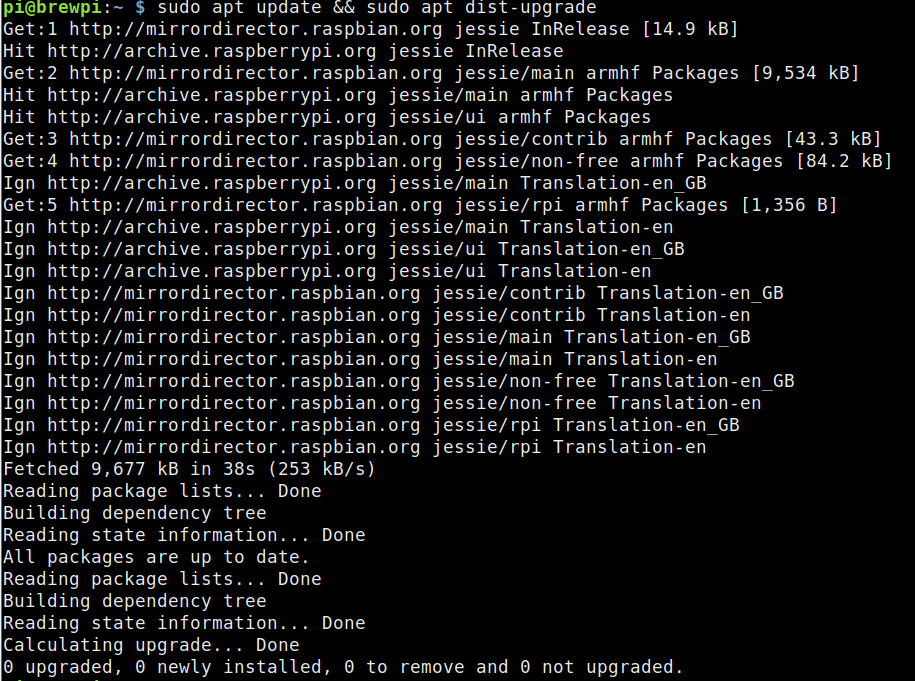 pi@brewpi:~ $ sudo apt update && sudo apt dist-upgrade
Get:1 http://mirrordirector.raspbian.org jessie InRelease [14.9 kB]
Hit http://archive.raspberrypi.org jessie InRelease
Get:2 http://mirrordirector.raspbian.org jessie/main armhf Packages [9,534 kB]
Hit http://archive.raspberrypi.org jessie/main armhf Packages
Hit http://archive.raspberrypi.org jessie/ui armhf Packages
Get:3 http://mirrordirector.raspbian.org jessie/contrib armhf Packages [43.3 kB]
Get:4 http://mirrordirector.raspbian.org jessie/non-free armhf Packages [84.2 kB]
Ign http://archive.raspberrypi.org jessie/main Translation-en_GB
Get:5 http://mirrordirector.raspbian.org jessie/rpi armhf Packages [1,356 B]
Ign http://archive.raspberrypi.org jessie/main Translation-en
Ign http://archive.raspberrypi.org jessie/ui Translation-en_GB
Ign http://archive.raspberrypi.org jessie/ui Translation-en
Ign http://mirrordirector.raspbian.org jessie/contrib Translation-en_GB
Ign http://mirrordirector.raspbian.org jessie/contrib Translation-en
Ign http://mirrordirector.raspbian.org jessie/main Translation-en_GB
Ign http://mirrordirector.raspbian.org jessie/main Translation-en
Ign http://mirrordirector.raspbian.org jessie/non-free Translation-en_GB
Ign http://mirrordirector.raspbian.org jessie/non-free Translation-en
Ign http://mirrordirector.raspbian.org jessie/rpi Translation-en_GB
Ign http://mirrordirector.raspbian.org jessie/rpi Translation-en
Fetched 9,677 kB in 38s (253 kB/s)
Reading package lists... Done
Building dependency tree
Reading state information... Done
All packages are up to date.
Reading package lists... Done
Building dependency tree
Reading state information... Done
Calculating upgrade... Done
0 upgraded, 0 newly installed, 0 to remove and 0 not upgraded.